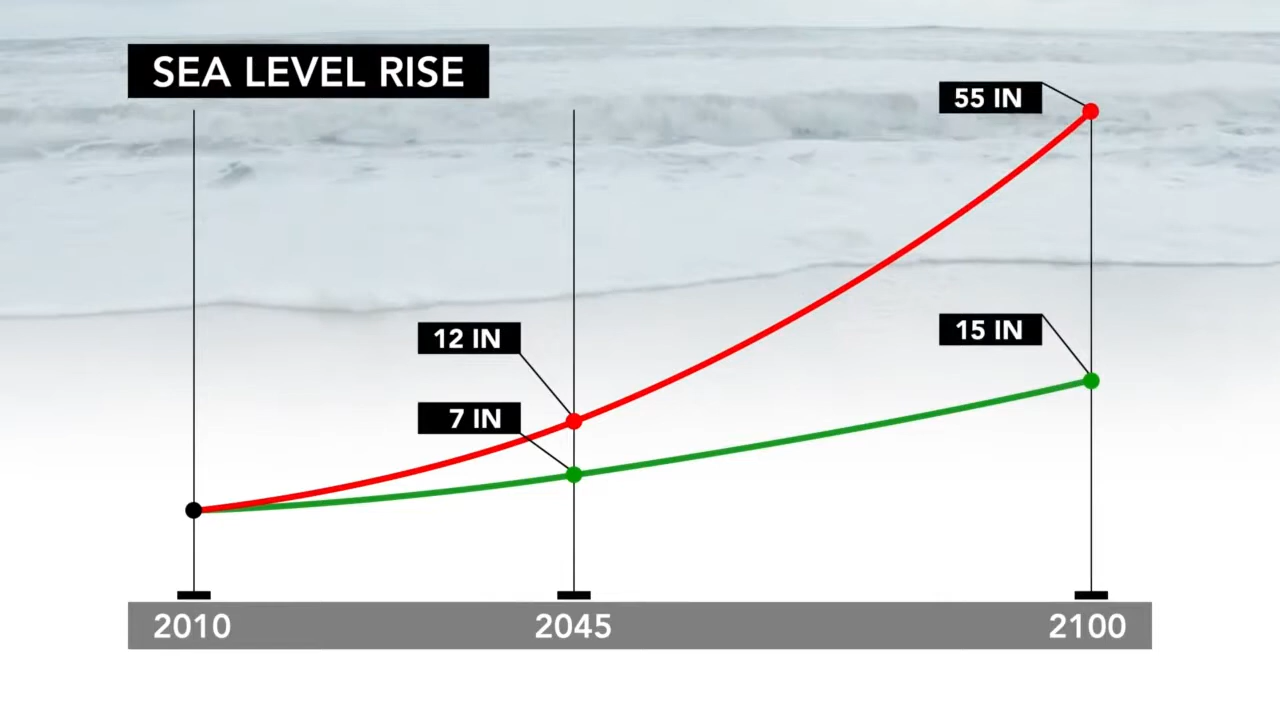 SEA LEVEL RISE
55 IN
12 IN
15 IN
7 IN
2010 2045 2100